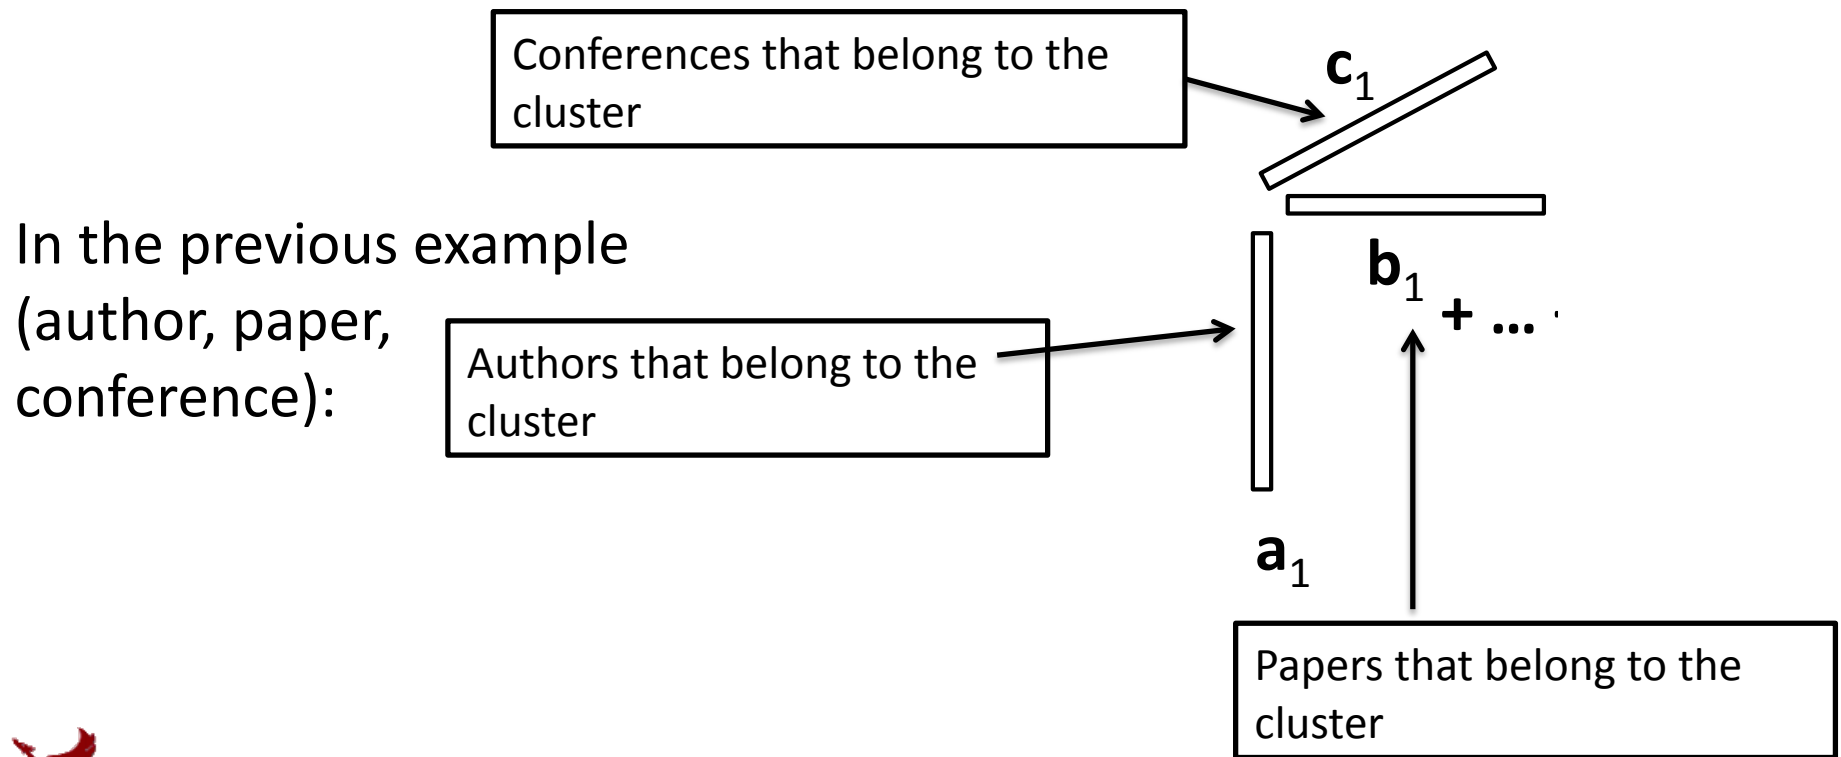 Conferences that belong to the
cluster
c1
In the previous example
(author, paper,
conference):
Authors that belong to the
cluster
b1
+ ...
a1
Papers that belong to the
cluster